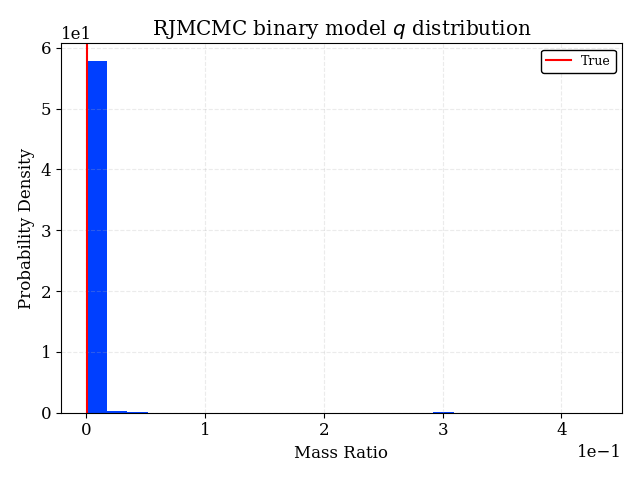 RJMCMC binary model q distribution
1e1
True
6
5
4
3
2
1
0
Probability Density
0 1 2 3 4
1e−1
Mass Ratio